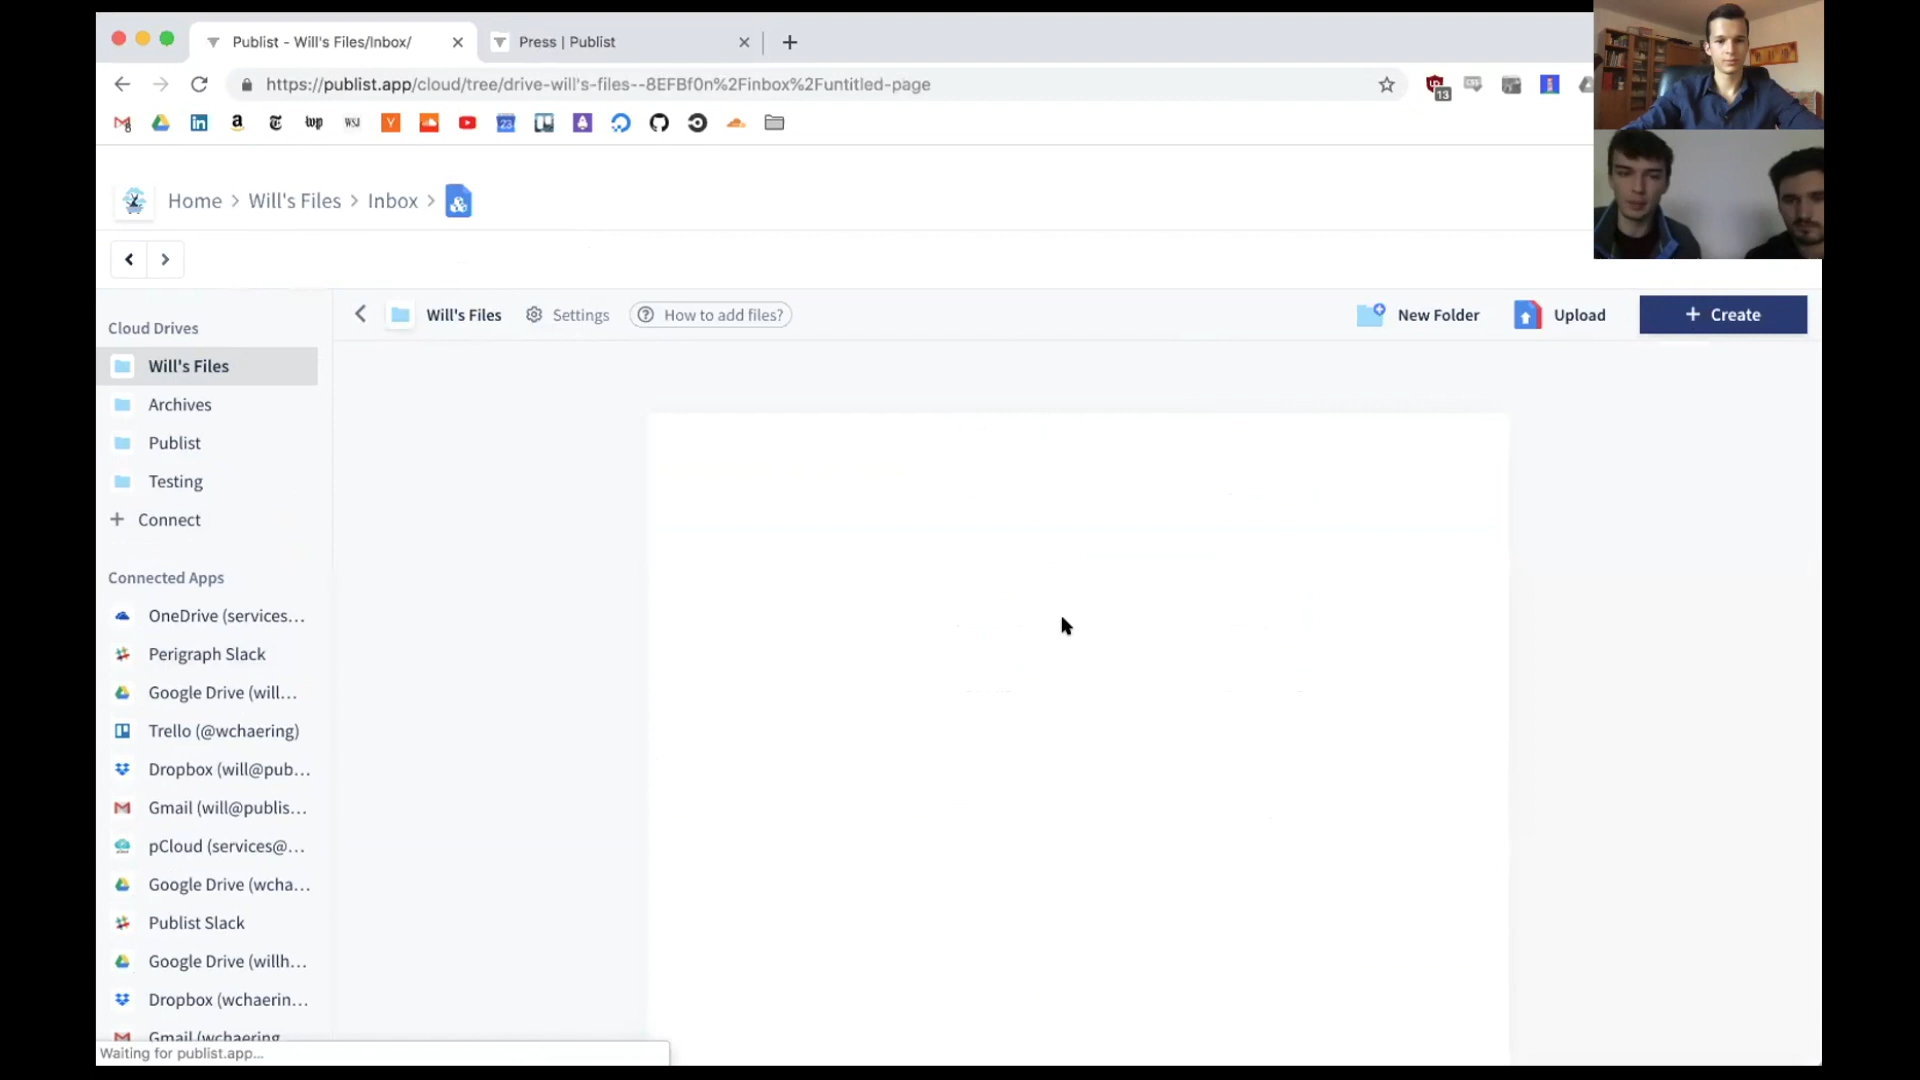 Publist - Will's Files/Inbox/
Press | Publist
https://publist.app/cloud/tree/drive-will's-files--8EFBf0n%2Finbox%2Funtitled-page
13
wp
WSJ
Y
23
Home > Will's Files > Inbox >
Will's Files
Settings
How to add files?
New Folder
Upload
+ Create
Cloud Drives
Will's Files
Archives
Publist
Testing
+ Connect
Connected Apps
OneDrive (services...
Perigraph Slack
Google Drive (will...
Trello (@wchaering)
Dropbox (will@pub...
Gmail (will@publis...
pCloud (services@...
Google Drive (wcha...
Publist Slack
Google Drive (willh...
Dropbox (wchaerin...
Gmail (wchaering
Waiting for publist.app...